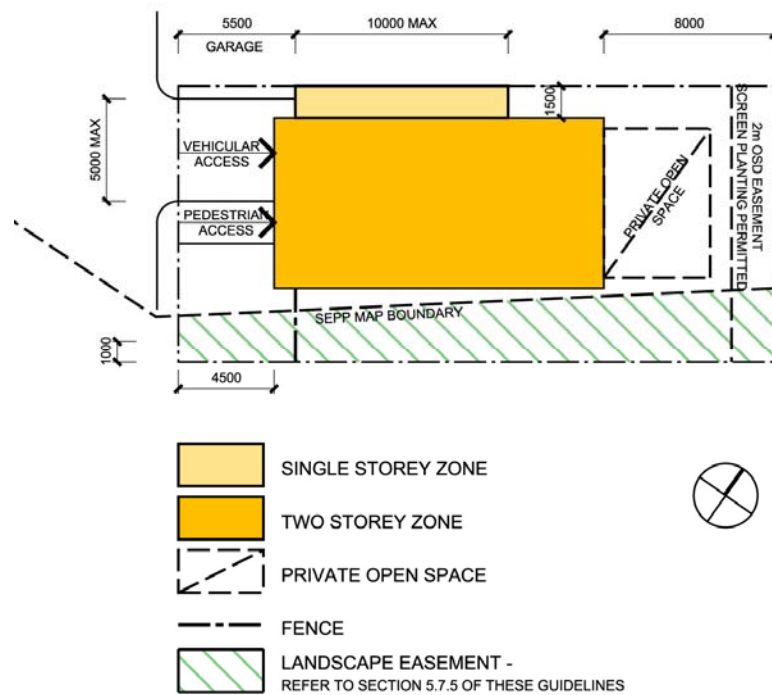 5500
10000 MAX
8000
GARAGE
1500
5000 MAX
VEHICULAR
ACCESS
PEDESTRIAN
ACCESS
PRIVATE OPEN
SPACE
2m OSD EASEMENT
SCREEN PLANTING PERMITTED
SEPP MAP BOUNDARY
1000
4500
SINGLE STOREY ZONE
TWO STOREY ZONE
PRIVATE OPEN SPACE
FENCE
LANDSCAPE EASEMENT -
REFER TO SECTION 5.7.5 OF THESE GUIDELINES